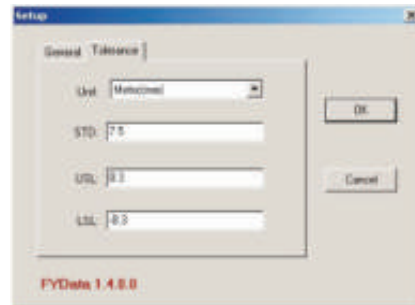 Setup
General Tolerance
Unit: Metric(mm)
STD: 7.5
USL: 0.3
LSL: -0.3
OK
Cancel
FYData 1.4.0.0